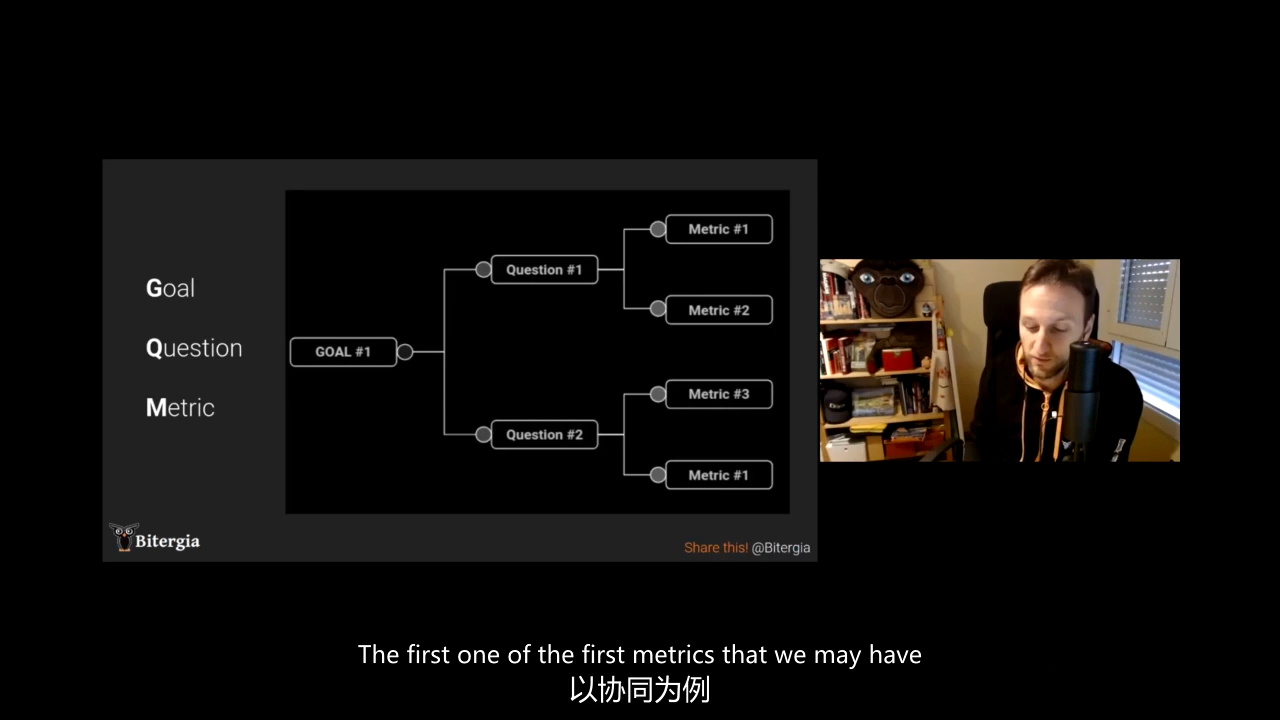 Goal
Question
Metric
GOAL #1
Question #1
Question #2
Metric #1
Metric #2
Metric #3
Metric #1
Bitergia
Share this! @Bitergia
The first one of the first metrics that we may have
以协同为例